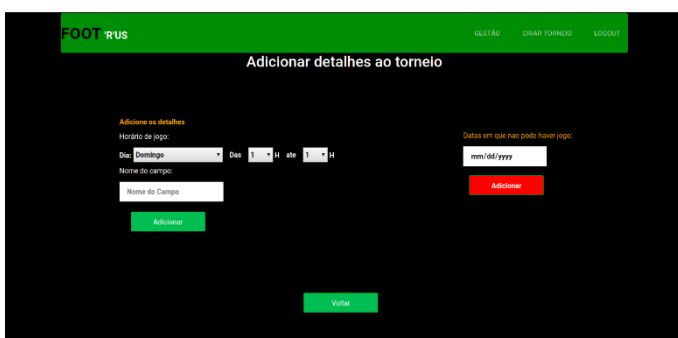 FOOT 'R'US GESTÃO CRIAR TORNEIO LOGOUT
Adicionar detalhes ao torneio
Adicione os detalhes
Horário de jogo:
Dia: Domingo Das 1 H ate 1 H
Nome do campo:
Nome do Campo
Adicionar
Datas em que nao pode haver jogo:
mm/dd/yyyy
Adicionar
Voltar